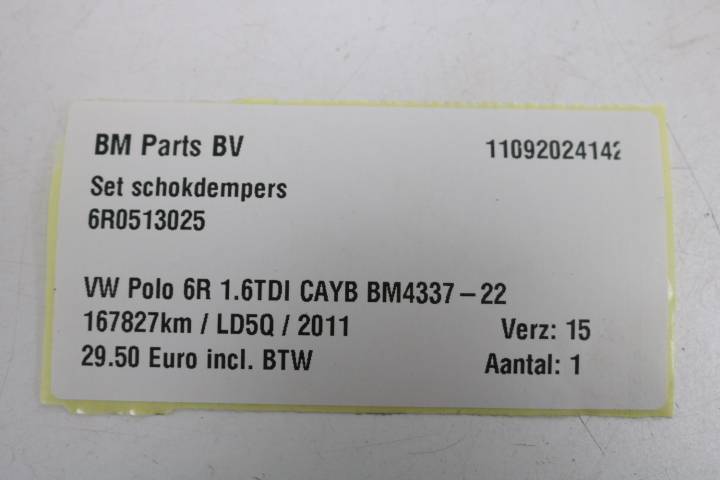 BM Parts BV 11092024142
Set schokdempers
6R0513025
VW Polo 6R 1.6TDI CAYB BM4337-22
167827km / LD5Q / 2011 Verz: 15
29.50 Euro incl. BTW Aantal: 1